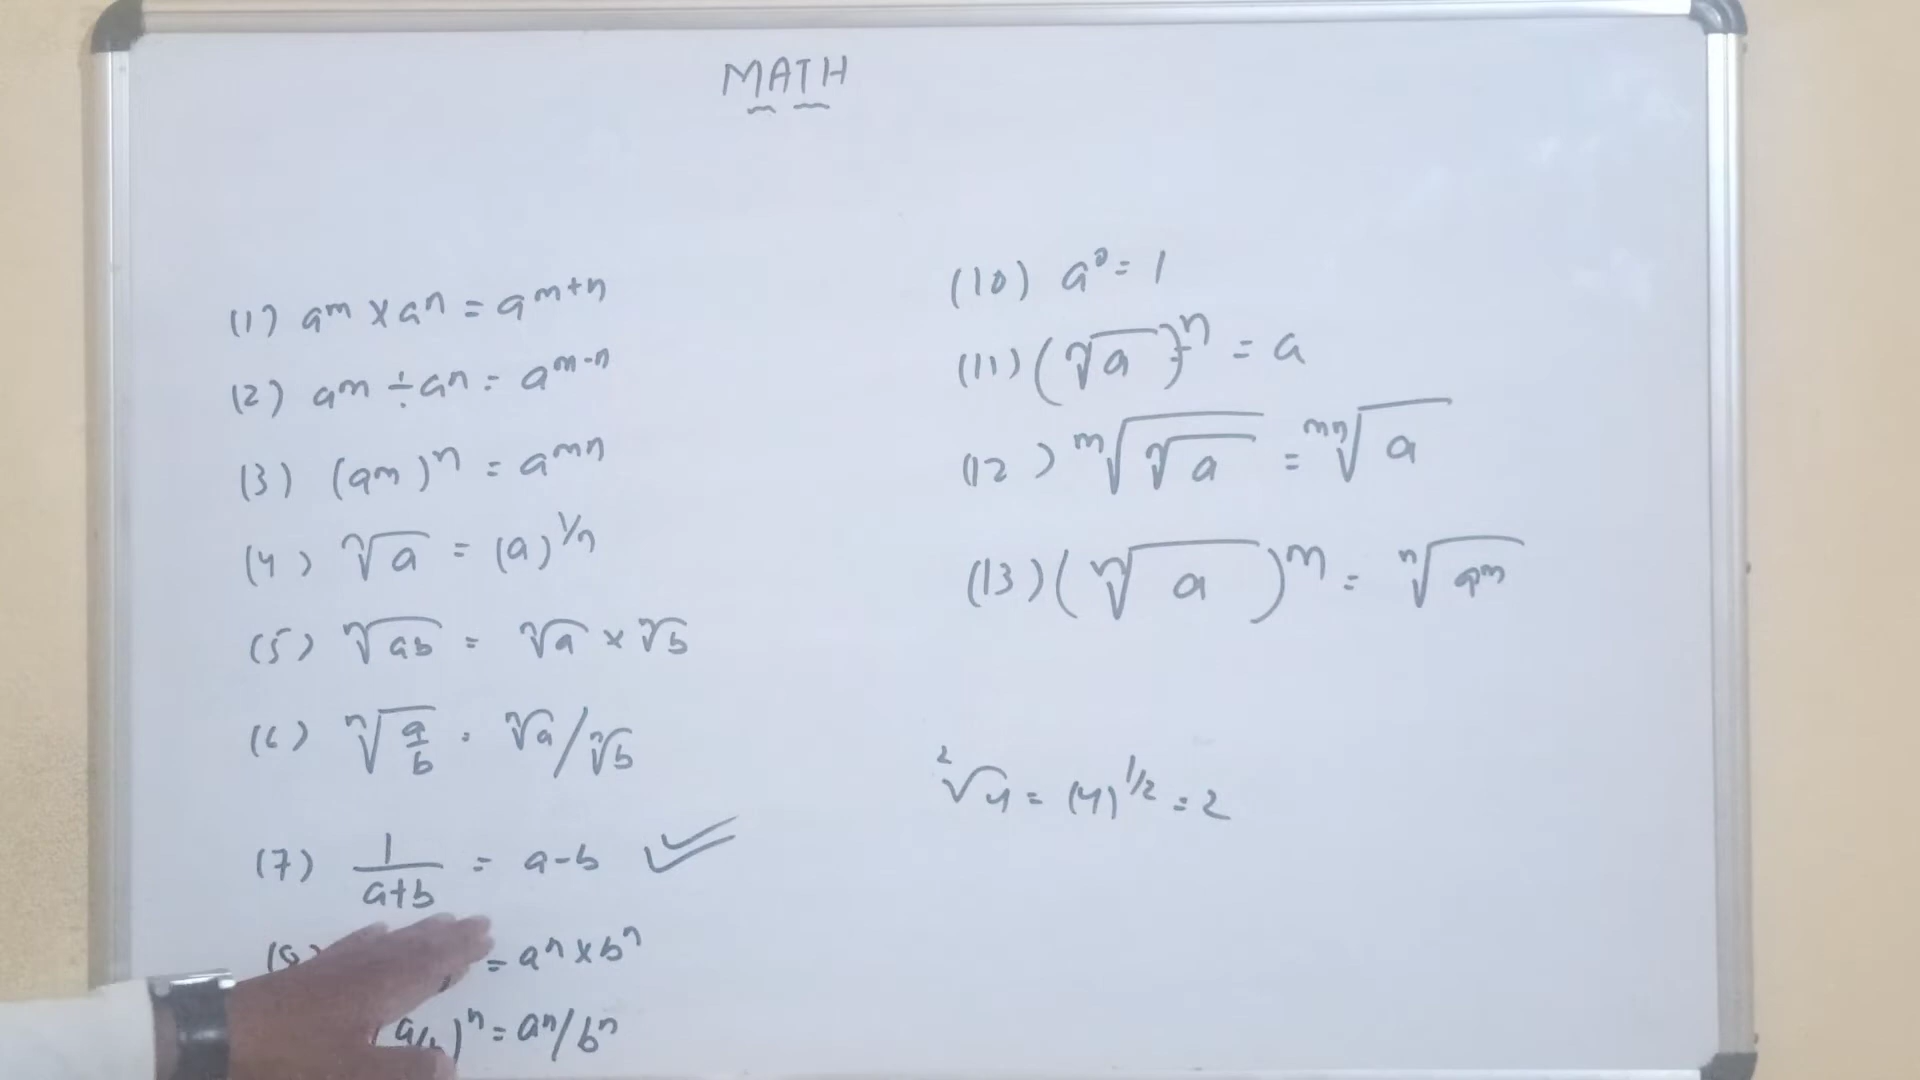 MATH
(1) aᵐ × aⁿ = aᵐ⁺ⁿ
(2) aᵐ ÷ aⁿ = aᵐ⁻ⁿ
(3) (aᵐ)ⁿ = aᵐⁿ
(4) ⁿ√a = (a)^1/n
(5) ⁿ√ab = ⁿ√a × ⁿ√b
(6) ⁿ√(a/b) = ⁿ√a / ⁿ√b
(7) 1/(a+b) = a-b
= aⁿ × bⁿ
(a/b)ⁿ = aⁿ/bⁿ
(10) a⁰ = 1
(11) (ⁿ√a)ⁿ = a
(12) ᵐ√(ⁿ√a) = ᵐⁿ√a
(13) (ⁿ√a)ᵐ = ⁿ√aᵐ
²√4 = (4)^1/2 = 2